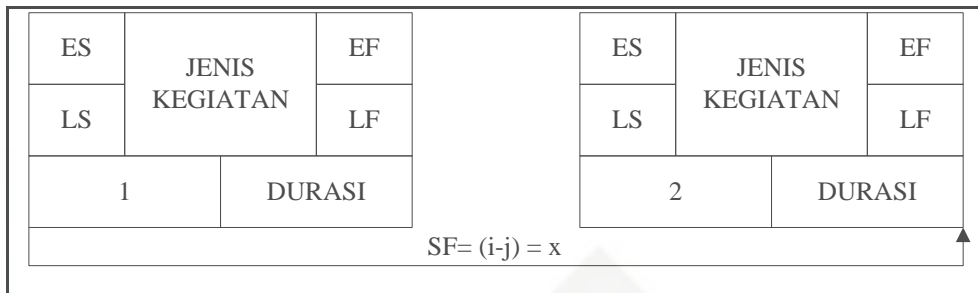 ES JENIS KEGIATAN EF
LS LF
1 DURASI
ES JENIS KEGIATAN EF
LS LF
2 DURASI
SF= (i-j) = x